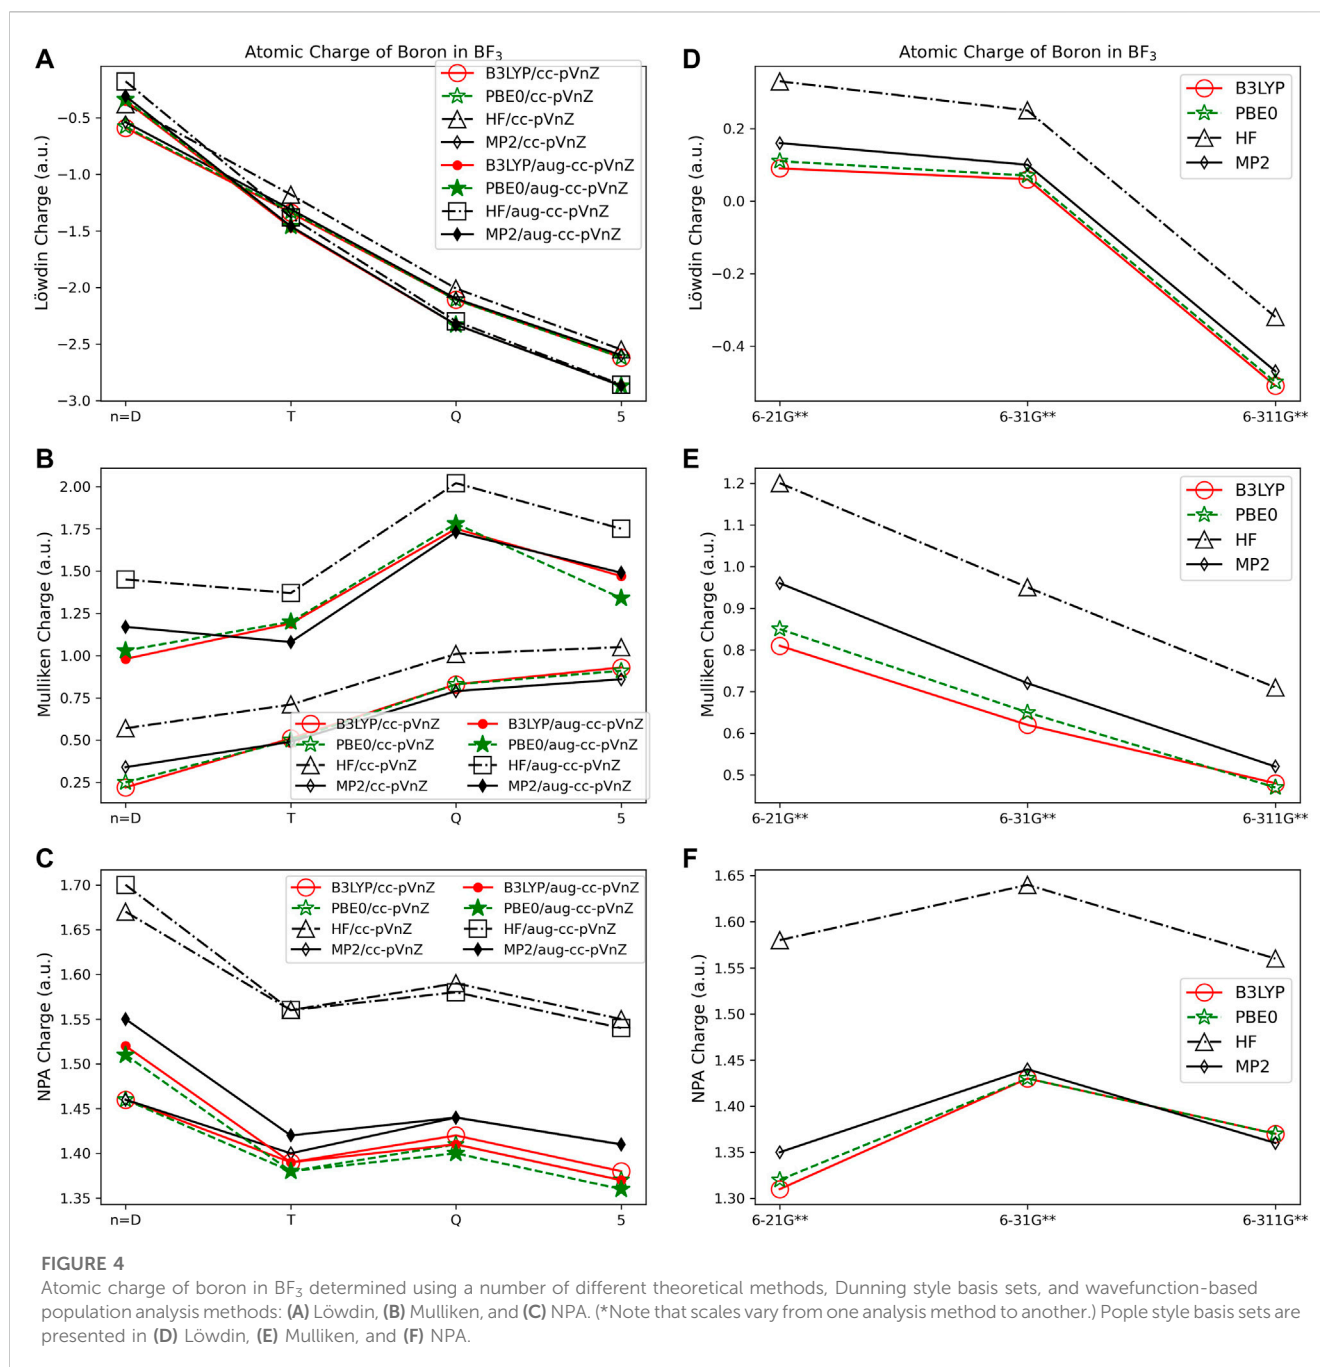 A
Atomic Charge of Boron in BF₃
Löwdin Charge (a.u.)
−0.5
−1.0
−1.5
−2.0
−2.5
−3.0
n=D T Q 5
B3LYP/cc-pVnZ
PBE0/cc-pVnZ
HF/cc-pVnZ
MP2/cc-pVnZ
B3LYP/aug-cc-pVnZ
PBE0/aug-cc-pVnZ
HF/aug-cc-pVnZ
MP2/aug-cc-pVnZ
D
Atomic Charge of Boron in BF₃
Löwdin Charge (a.u.)
0.2
0.0
−0.2
−0.4
6-21G** 6-31G** 6-311G**
B3LYP
PBE0
HF
MP2
B
Mulliken Charge (a.u.)
2.00
1.75
1.50
1.25
1.00
0.75
0.50
0.25
n=D T Q 5
B3LYP/cc-pVnZ B3LYP/aug-cc-pVnZ
PBE0/cc-pVnZ PBE0/aug-cc-pVnZ
HF/cc-pVnZ HF/aug-cc-pVnZ
MP2/cc-pVnZ MP2/aug-cc-pVnZ
E
Mulliken Charge (a.u.)
1.2
1.1
1.0
0.9
0.8
0.7
0.6
0.5
6-21G** 6-31G** 6-311G**
B3LYP
PBE0
HF
MP2
C
NPA Charge (a.u.)
1.70
1.65
1.60
1.55
1.50
1.45
1.40
1.35
n=D T Q 5
B3LYP/cc-pVnZ B3LYP/aug-cc-pVnZ
PBE0/cc-pVnZ PBE0/aug-cc-pVnZ
HF/cc-pVnZ HF/aug-cc-pVnZ
MP2/cc-pVnZ MP2/aug-cc-pVnZ
F
NPA Charge (a.u.)
1.65
1.60
1.55
1.50
1.45
1.40
1.35
1.30
6-21G** 6-31G** 6-311G**
B3LYP
PBE0
HF
MP2
FIGURE 4
Atomic charge of boron in BF₃ determined using a number of different theoretical methods, Dunning style basis sets, and wavefunction-based
population analysis methods: (A) Löwdin, (B) Mulliken, and (C) NPA. (*Note that scales vary from one analysis method to another.) Pople style basis sets are
presented in (D) Löwdin, (E) Mulliken, and (F) NPA.